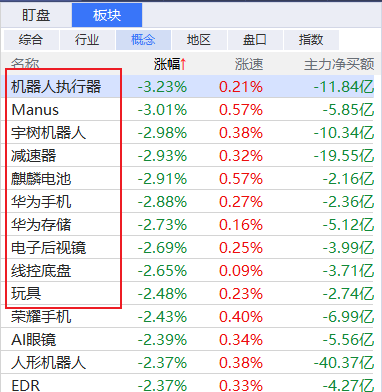 盯盘 板块
综合 行业 概念 地区 盘口 指数
名称 涨幅↑ 涨速 主力净买额
机器人执行器 -3.23% 0.21% -11.84亿
Manus -3.01% 0.57% -5.85亿
宇树机器人 -2.98% 0.38% -10.34亿
减速器 -2.93% 0.32% -19.55亿
麒麟电池 -2.91% 0.57% -2.16亿
华为手机 -2.88% 0.27% -2.36亿
华为存储 -2.73% 0.16% -5.12亿
电子后视镜 -2.69% 0.25% -3.99亿
线控底盘 -2.65% 0.09% -3.71亿
玩具 -2.48% 0.23% -2.74亿
荣耀手机 -2.43% 0.40% -6.99亿
AI眼镜 -2.39% 0.34% -5.56亿
人形机器人 -2.37% 0.38% -40.37亿
EDR -2.37% 0.33% -4.27亿